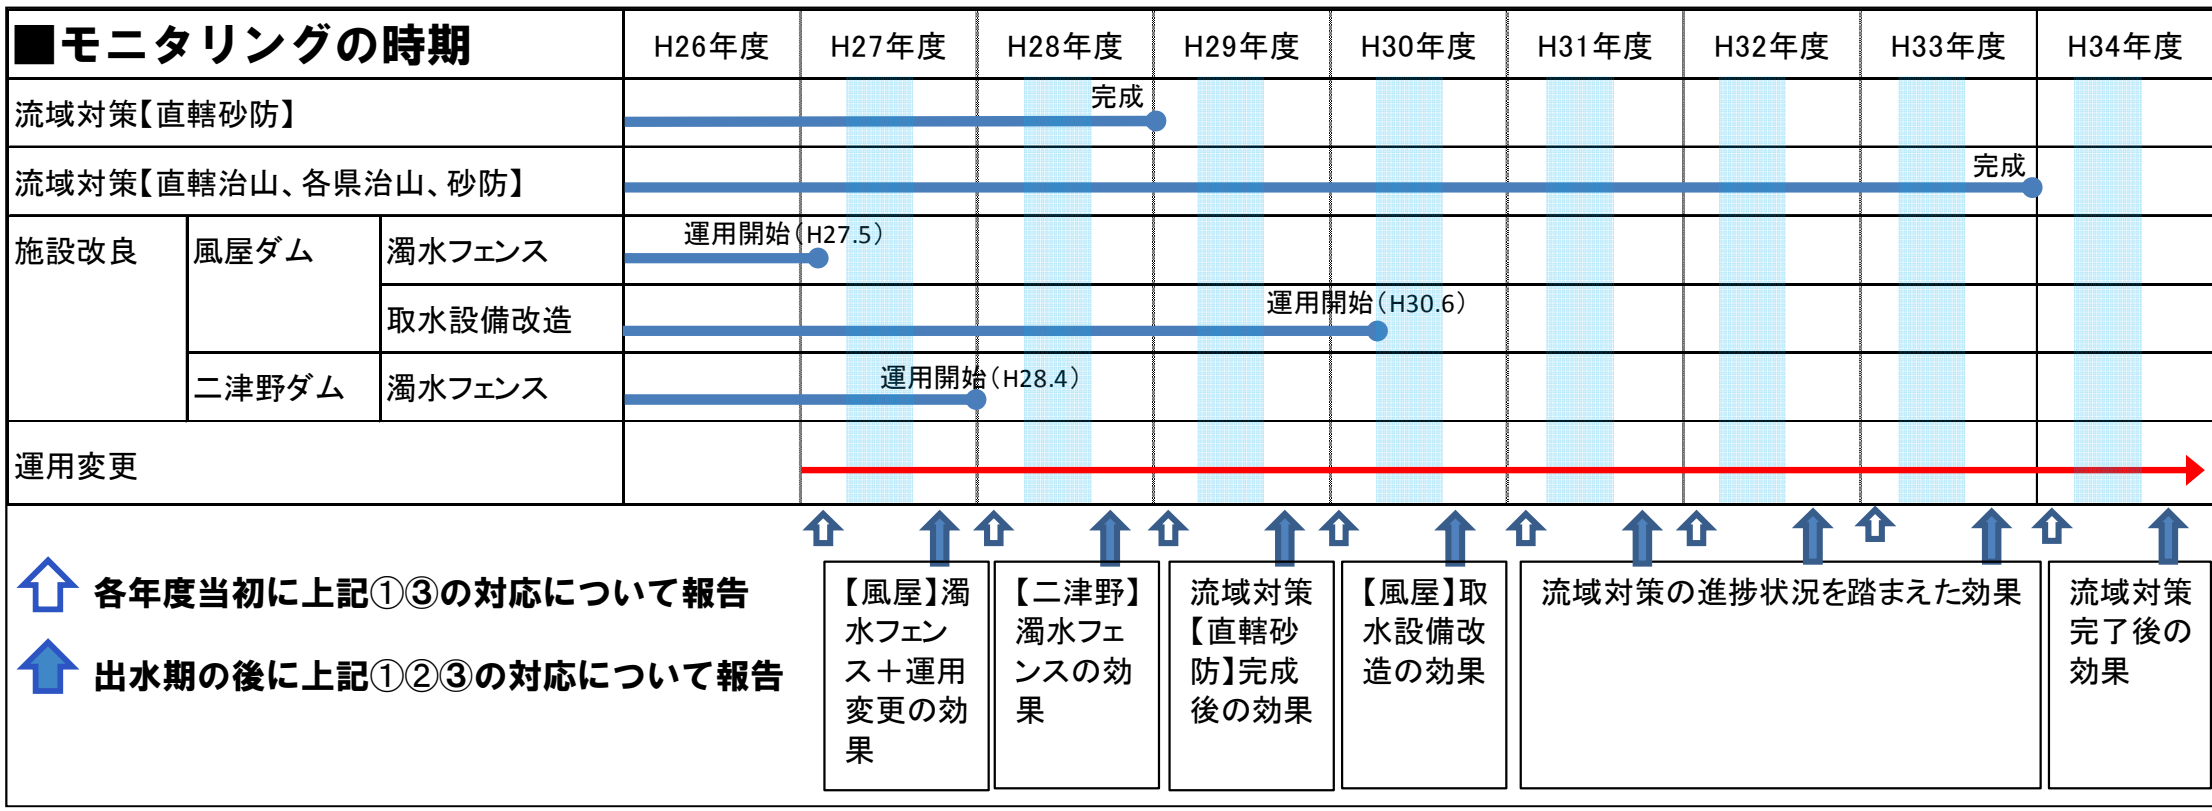 ■モニタリングの時期
H26年度
H27年度
H28年度
H29年度
H30年度
H31年度
H32年度
H33年度
H34年度
流域対策【直轄砂防】
完成
流域対策【直轄治山、各県治山、砂防】
完成
施設改良
風屋ダム
濁水フェンス
運用開始(H27.5)
取水設備改造
運用開始(H30.6)
二津野ダム
濁水フェンス
運用開始(H28.4)
運用変更
各年度当初に上記①③の対応について報告
出水期の後に上記①②③の対応について報告
【風屋】濁
水フェン
ス＋運用
変更の効
果
【二津野】
濁水フェ
ンスの効
果
流域対策
【直轄砂
防】完成
後の効果
【風屋】取
水設備改
造の効果
流域対策の進捗状況を踏まえた効果
流域対策
完了後の
効果